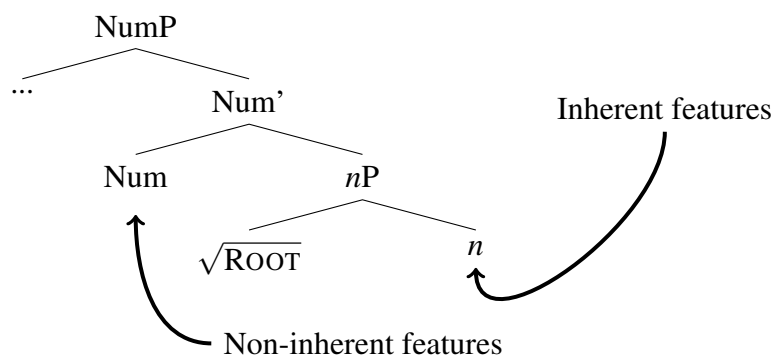 NumP
...
Num'
Inherent features
Num
nP
√ROOT
n
Non-inherent features